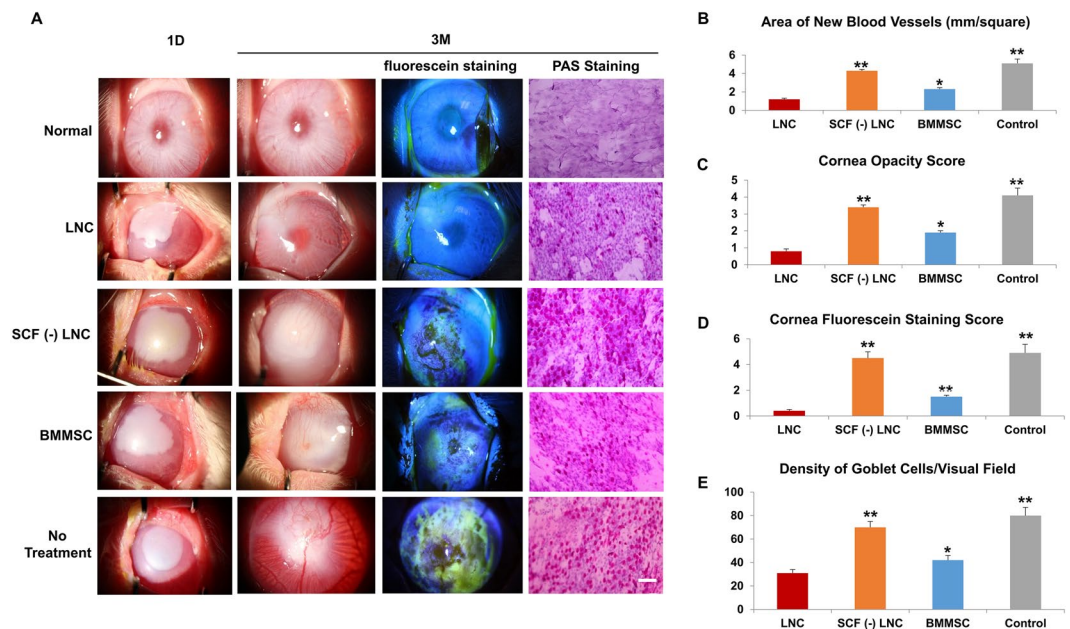 A
1D
3M
fluorescein staining
PAS Staining
Normal
LNC
SCF (-) LNC
BMMSC
No
Treatment
B
Area of New Blood Vessels (mm/square)
6
4
2
0
**
*
**
LNC
SCF (-) LNC
BMMSC
Control
C
Cornea Opacity Score
5
4
3
2
1
0
**
*
**
LNC
SCF (-) LNC
BMMSC
Control
D
Cornea Fluorescein Staining Score
6
4
2
0
**
**
**
LNC
SCF (-) LNC
BMMSC
Control
E
Density of Goblet Cells/Visual Field
100
80
60
40
20
0
**
*
**
LNC
SCF (-) LNC
BMMSC
Control